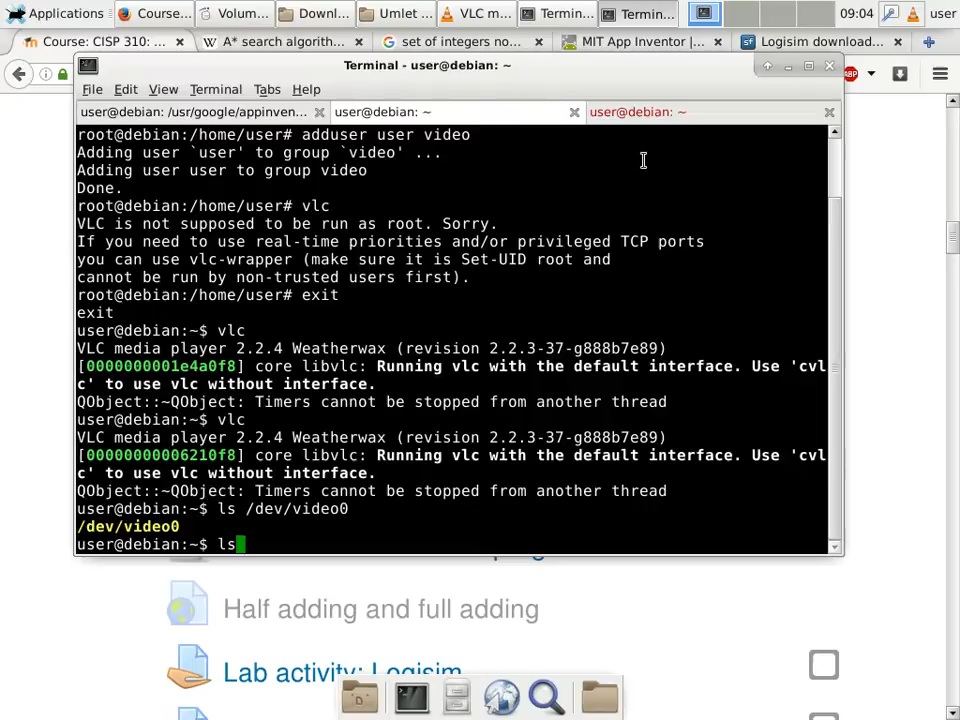 Applications
Course:...
Volum...
Downl...
Umlet ...
VLC m...
Termin...
Termin...
09:04
user
Course: CISP 310: ...
A* search algorith...
set of integers no...
MIT App Inventor |...
Logisim download...
Terminal - user@debian: ~
File Edit View Terminal Tabs Help
user@debian: /usr/google/appinven...
user@debian: ~
user@debian: ~
root@debian:/home/user# adduser user video
Adding user `user' to group `video' ...
Adding user user to group video
Done.
root@debian:/home/user# vlc
VLC is not supposed to be run as root. Sorry.
If you need to use real-time priorities and/or privileged TCP ports
you can use vlc-wrapper (make sure it is Set-UID root and
cannot be run by non-trusted users first).
root@debian:/home/user# exit
exit
user@debian:~$ vlc
VLC media player 2.2.4 Weatherwax (revision 2.2.3-37-g888b7e89)
[0000000001e4a0f8] core libvlc: Running vlc with the default interface. Use 'cvl
c' to use vlc without interface.
QObject::~QObject: Timers cannot be stopped from another thread
user@debian:~$ vlc
VLC media player 2.2.4 Weatherwax (revision 2.2.3-37-g888b7e89)
[00000000006210f8] core libvlc: Running vlc with the default interface. Use 'cvl
c' to use vlc without interface.
QObject::~QObject: Timers cannot be stopped from another thread
user@debian:~$ ls /dev/video0
/dev/video0
user@debian:~$ ls
Half adding and full adding
Lab activity: Logisim